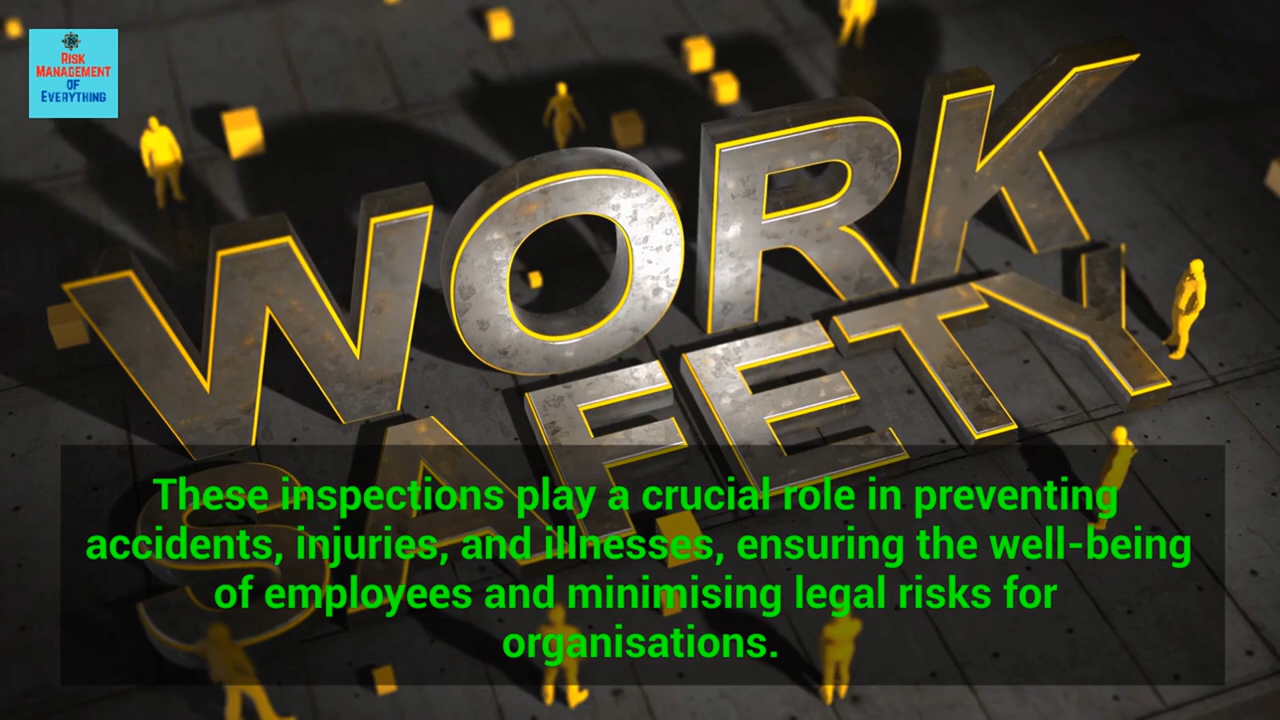 RISK
MANAGEMENT
OF
EVERYTHING
WORK
SAFETY
These inspections play a crucial role in preventing
accidents, injuries, and illnesses, ensuring the well-being
of employees and minimising legal risks for
organisations.